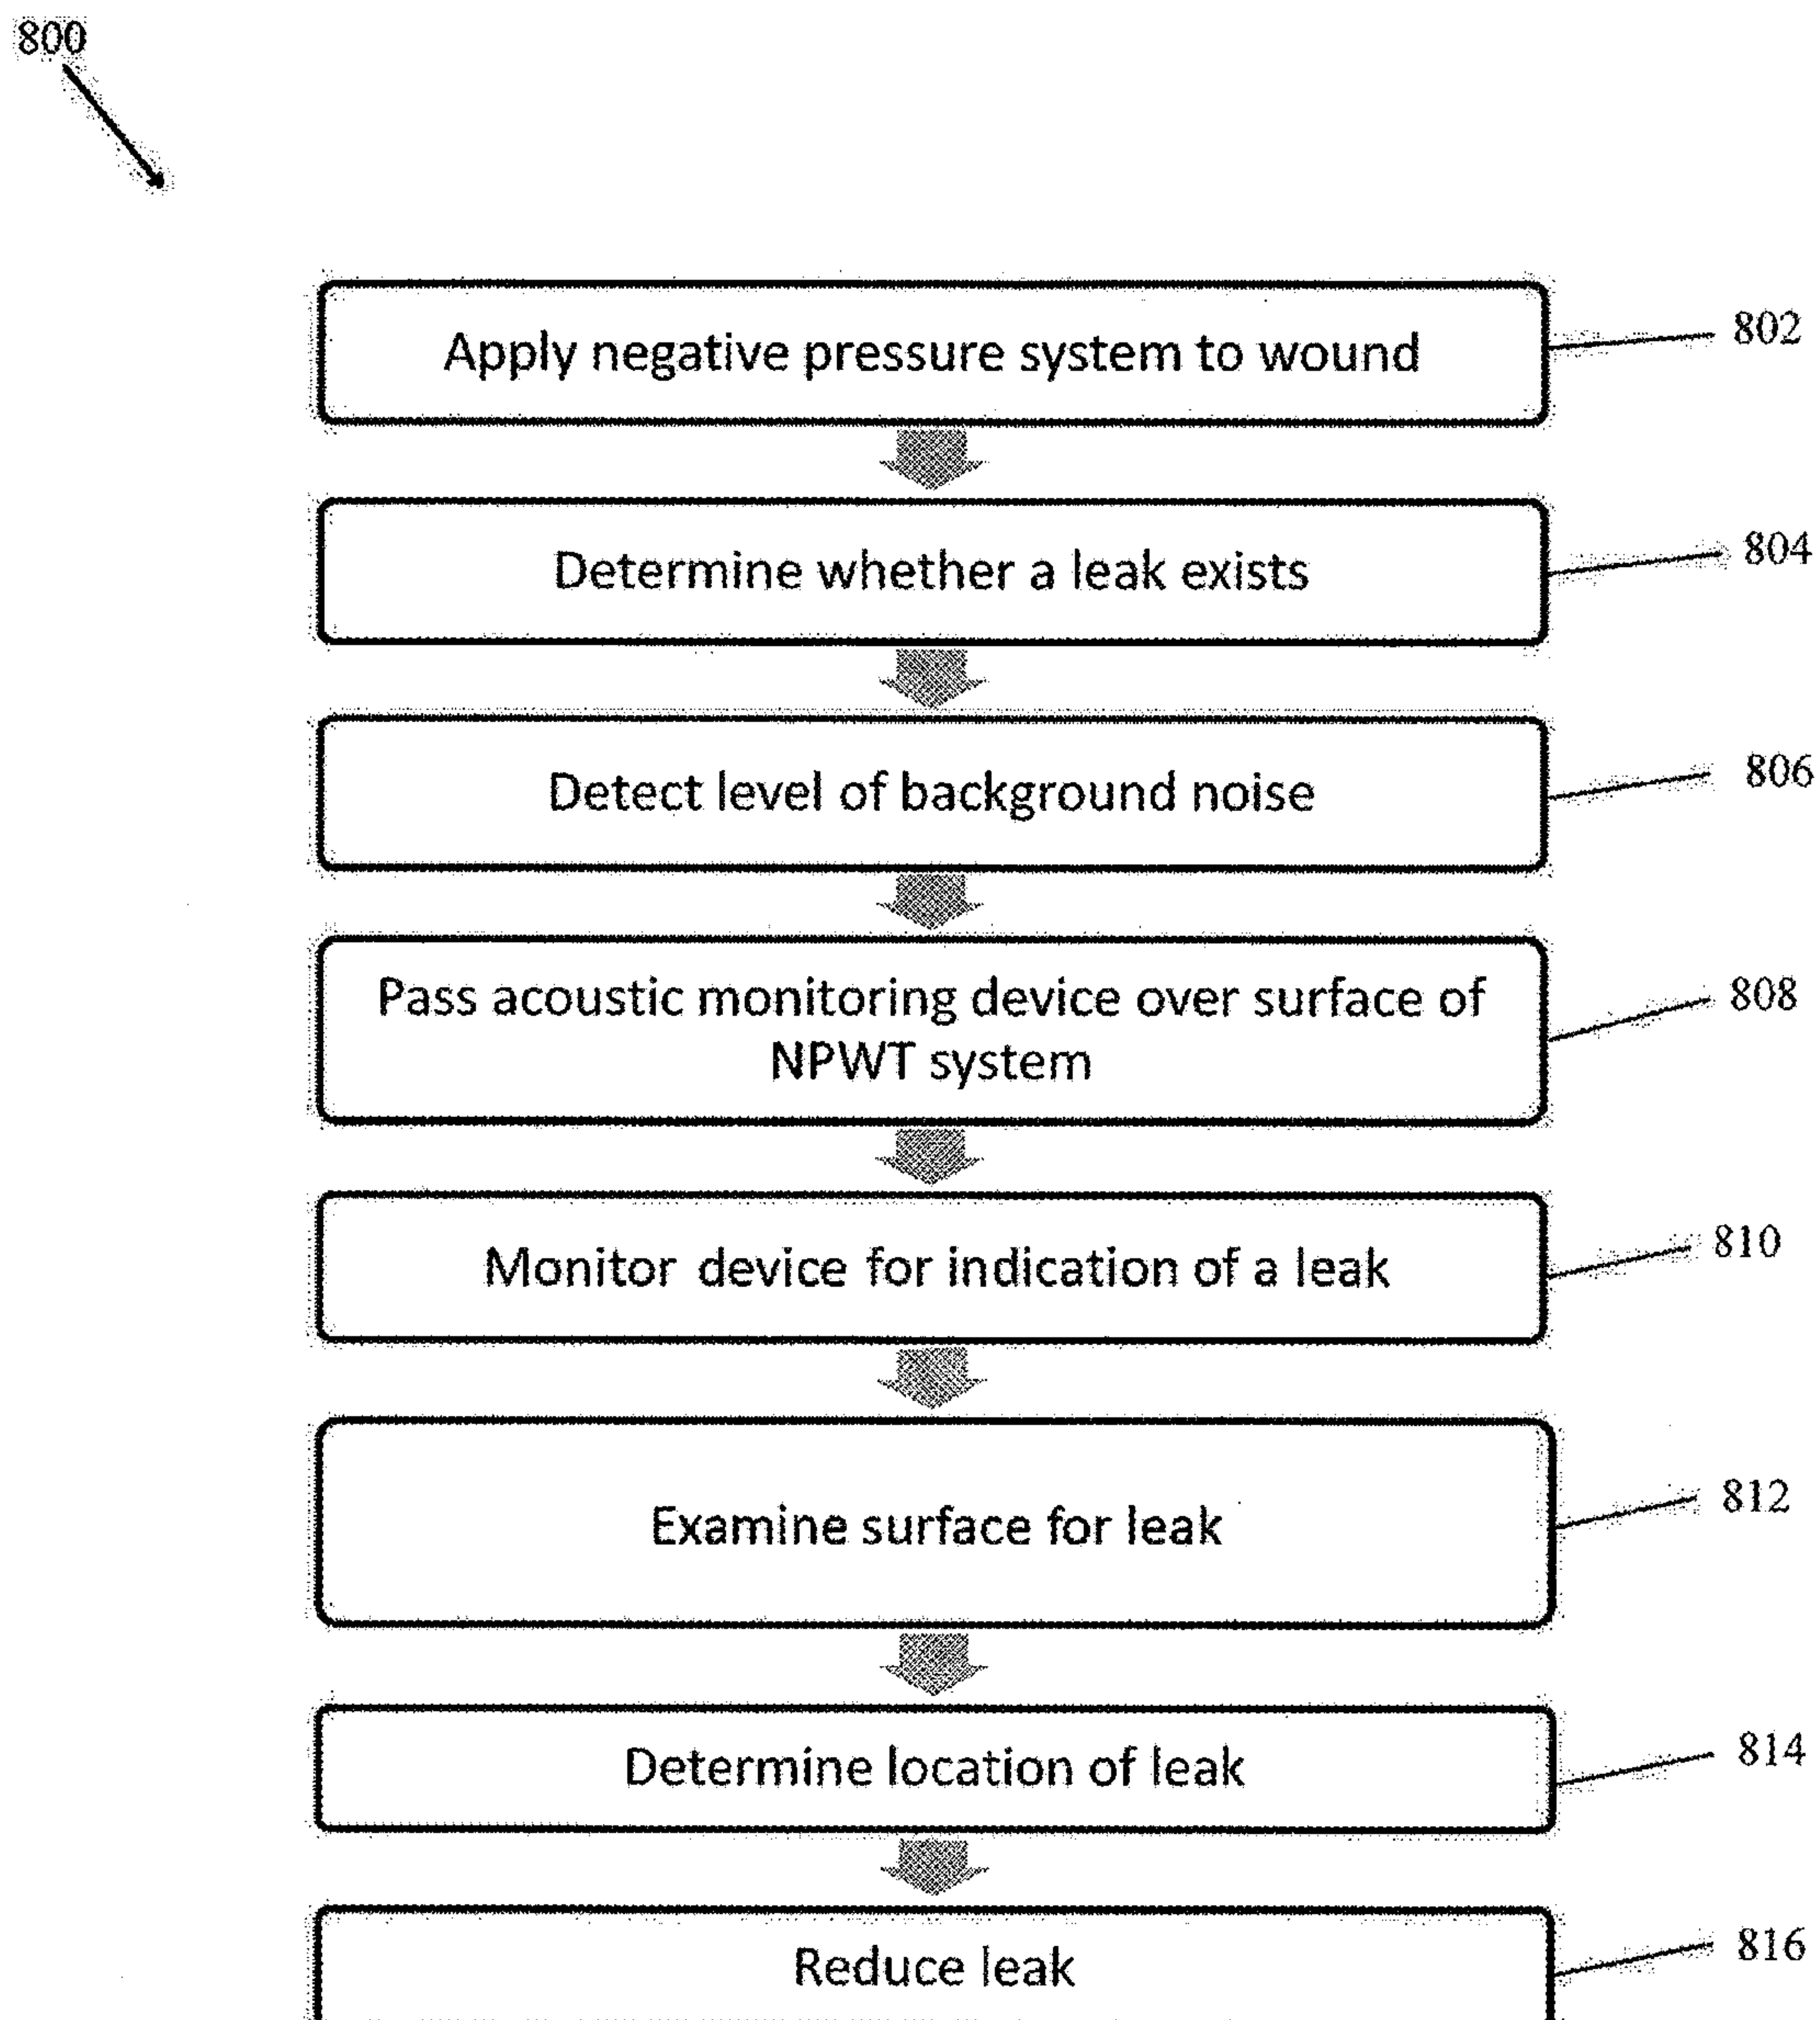 800
Apply negative pressure system to wound
802
Determine whether a leak exists
804
Detect level of background noise
806
Pass acoustic monitoring device over surface of
NPWT system
808
Monitor device for indication of a leak
810
Examine surface for leak
812
Determine location of leak
814
Reduce leak
816